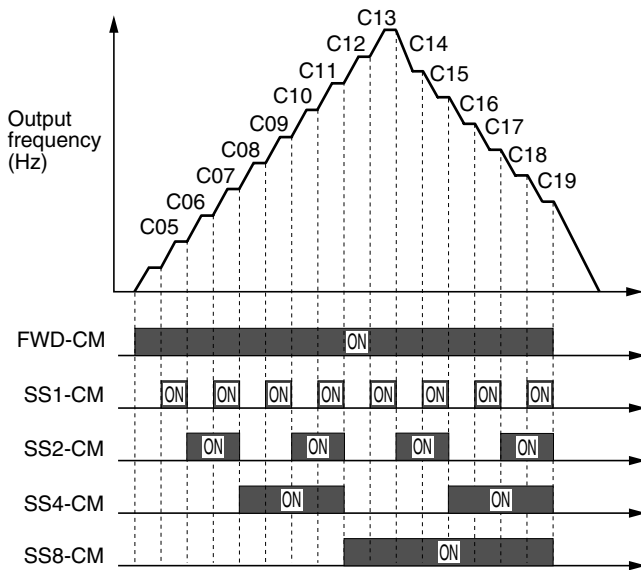 C13
C12
C14
C11
C15
C10
C16
C09
C17
C08
C18
C07
C19
C06
C05
Output
frequency
(Hz)
FWD-CM
ON
SS1-CM
ON ON ON ON ON ON ON ON
SS2-CM
ON ON ON ON
SS4-CM
ON ON
SS8-CM
ON